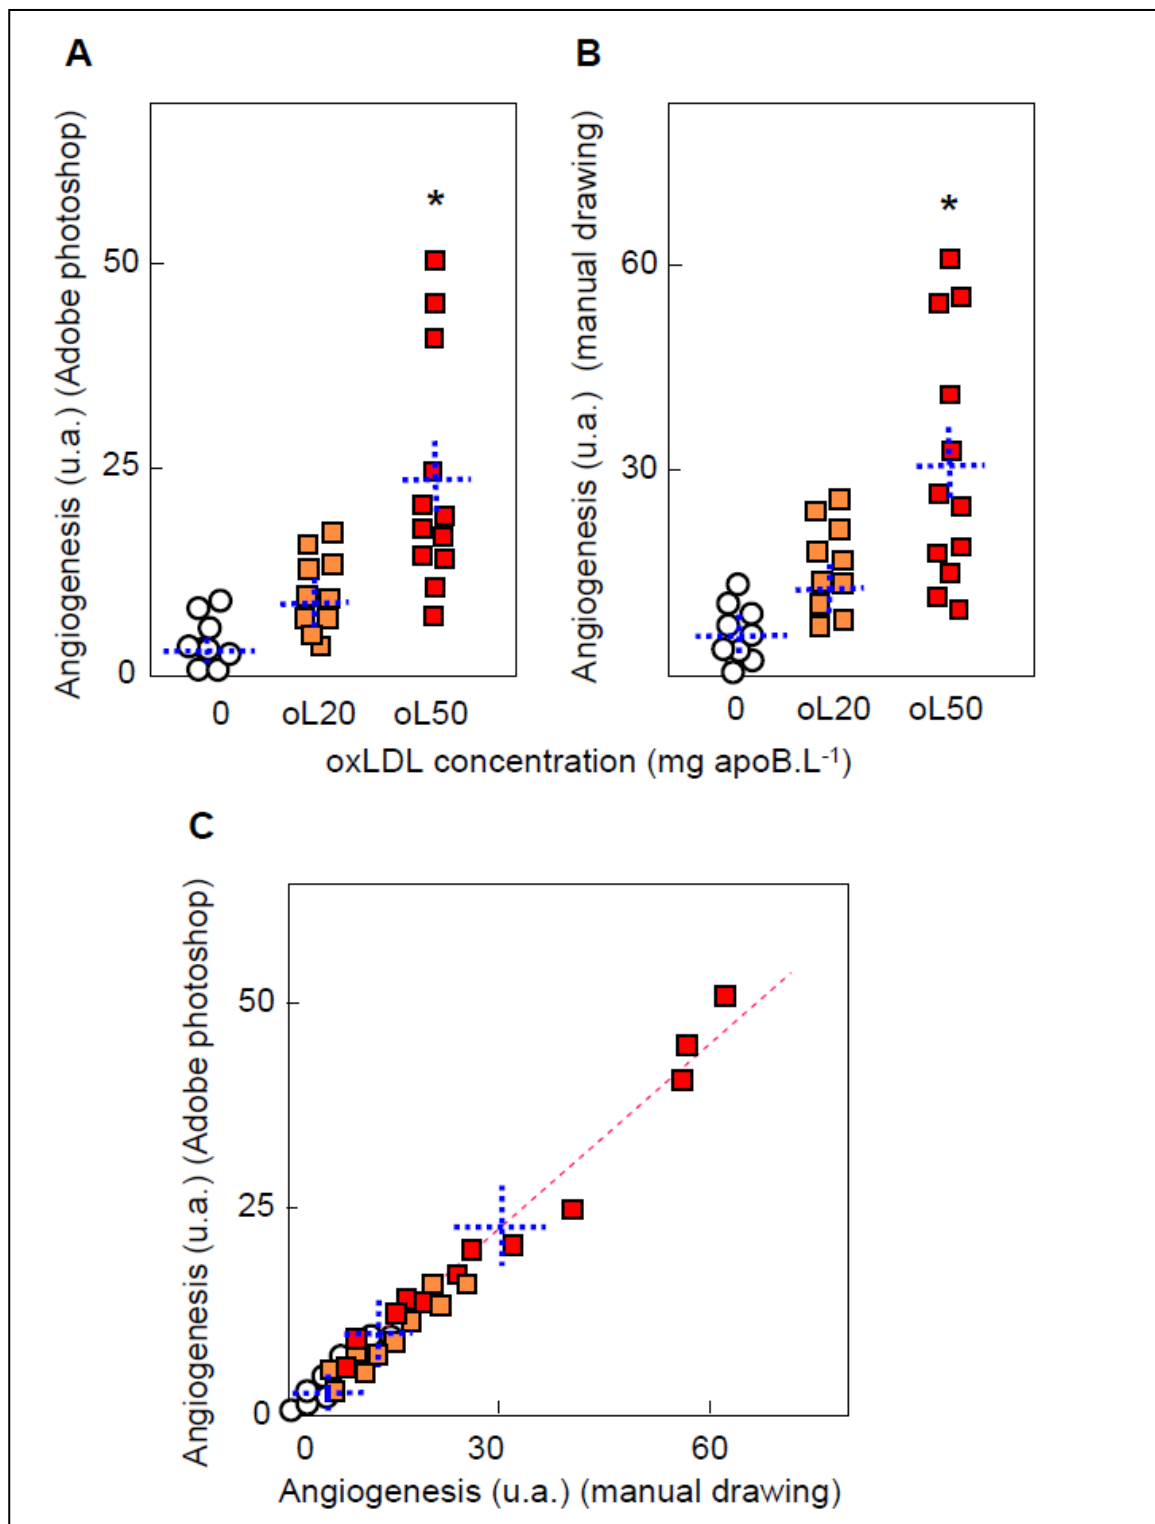 A
Angiogenesis (u.a.) (Adobe photoshop)
50
25
0
*
0 oL20 oL50
B
Angiogenesis (u.a.) (manual drawing)
60
30
0
*
0 oL20 oL50
oxLDL concentration (mg apoB.L⁻¹)
C
Angiogenesis (u.a.) (Adobe photoshop)
50
25
0
0 30 60
Angiogenesis (u.a.) (manual drawing)